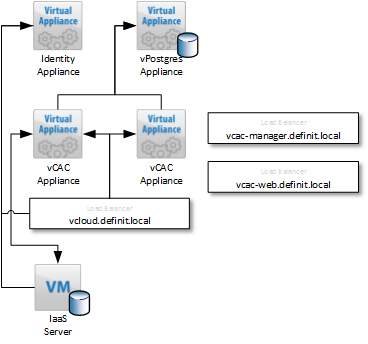 Virtual
Appliance
Identity
Appliance
Virtual
Appliance
vPostgres
Appliance
Virtual
Appliance
vCAC
Appliance
Virtual
Appliance
vCAC
Appliance
Load Balancer
vcac-manager.definit.local
Load Balancer
vcac-web.definit.local
Load Balancer
vcloud.definit.local
VM
IaaS
Server